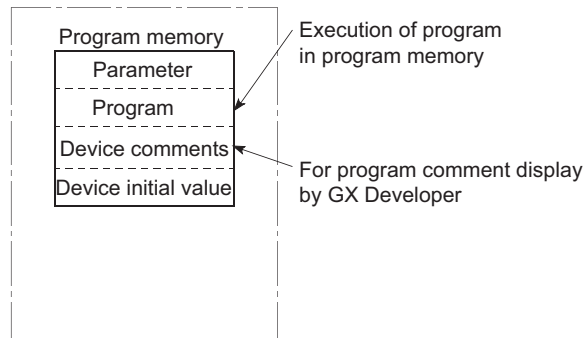 Program memory
Parameter
Program
Device comments
Device initial value
Execution of program
in program memory
For program comment display
by GX Developer